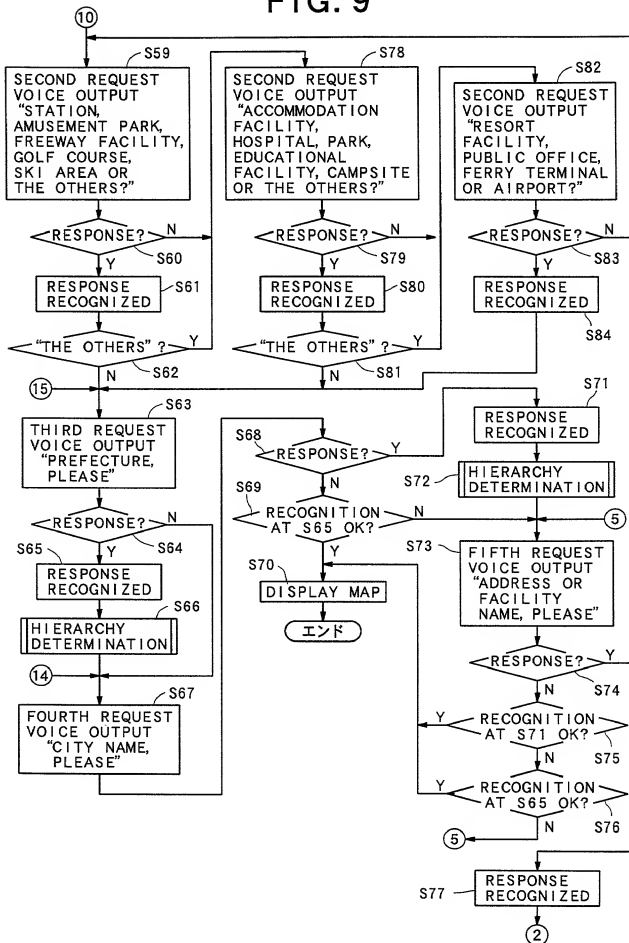 FIG. 9
10
S59
SECOND REQUEST
VOICE OUTPUT
"STATION,
AMUSEMENT PARK,
FREEWAY FACILITY,
GOLF COURSE,
SKI AREA OR
THE OTHERS?"
RESPONSE?
N
Y
S60
RESPONSE
RECOGNIZED
S61
"THE OTHERS"?
Y
N
S62
15
S63
THIRD REQUEST
VOICE OUTPUT
"PREFECTURE,
PLEASE"
RESPONSE?
N
Y
S64
S65
RESPONSE
RECOGNIZED
S66
HIERARCHY
DETERMINATION
14
S67
FOURTH REQUEST
VOICE OUTPUT
"CITY NAME,
PLEASE"
S78
SECOND REQUEST
VOICE OUTPUT
"ACCOMMODATION
FACILITY,
HOSPITAL, PARK,
EDUCATIONAL
FACILITY, CAMPSITE
OR THE OTHERS?"
RESPONSE?
N
Y
S79
RESPONSE
RECOGNIZED
S80
"THE OTHERS"?
Y
N
S81
S68
RESPONSE?
Y
N
S69
RECOGNITION
AT S65 OK?
N
Y
S70
DISPLAY MAP
エンド
S82
SECOND REQUEST
VOICE OUTPUT
"RESORT
FACILITY,
PUBLIC OFFICE,
FERRY TERMINAL
OR AIRPORT?"
RESPONSE?
N
Y
S83
RESPONSE
RECOGNIZED
S84
S71
RESPONSE
RECOGNIZED
S72
HIERARCHY
DETERMINATION
5
S73
FIFTH REQUEST
VOICE OUTPUT
"ADDRESS OR
FACILITY
NAME, PLEASE"
RESPONSE?
Y
N
S74
RECOGNITION
AT S71 OK?
Y
N
S75
RECOGNITION
AT S65 OK?
Y
N
S76
5
S77
RESPONSE
RECOGNIZED
2